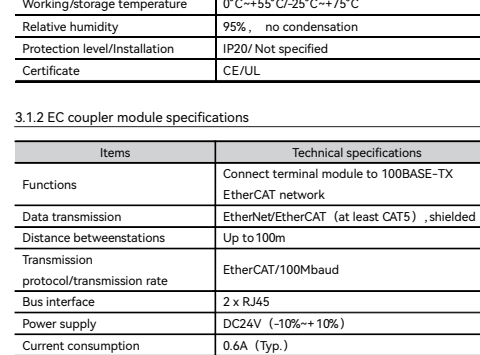 Working/storage temperature 0°C~+55°C/-25°C~+75°C
Relative humidity 95%， no condensation
Protection level/Installation IP20/ Not specified
Certificate CE/UL
3.1.2 EC coupler module specifications
Items Technical specifications
Functions Connect terminal module to 100BASE-TX
EtherCAT network
Data transmission EtherNet/EtherCAT（at least CAT5）, shielded
Distance betweenstations Up to 100m
Transmission
protocol/transmission rate EtherCAT/100Mbaud
Bus interface 2 x RJ45
Power supply DC24V（-10%~+10%）
Current consumption 0.6A（Typ.）